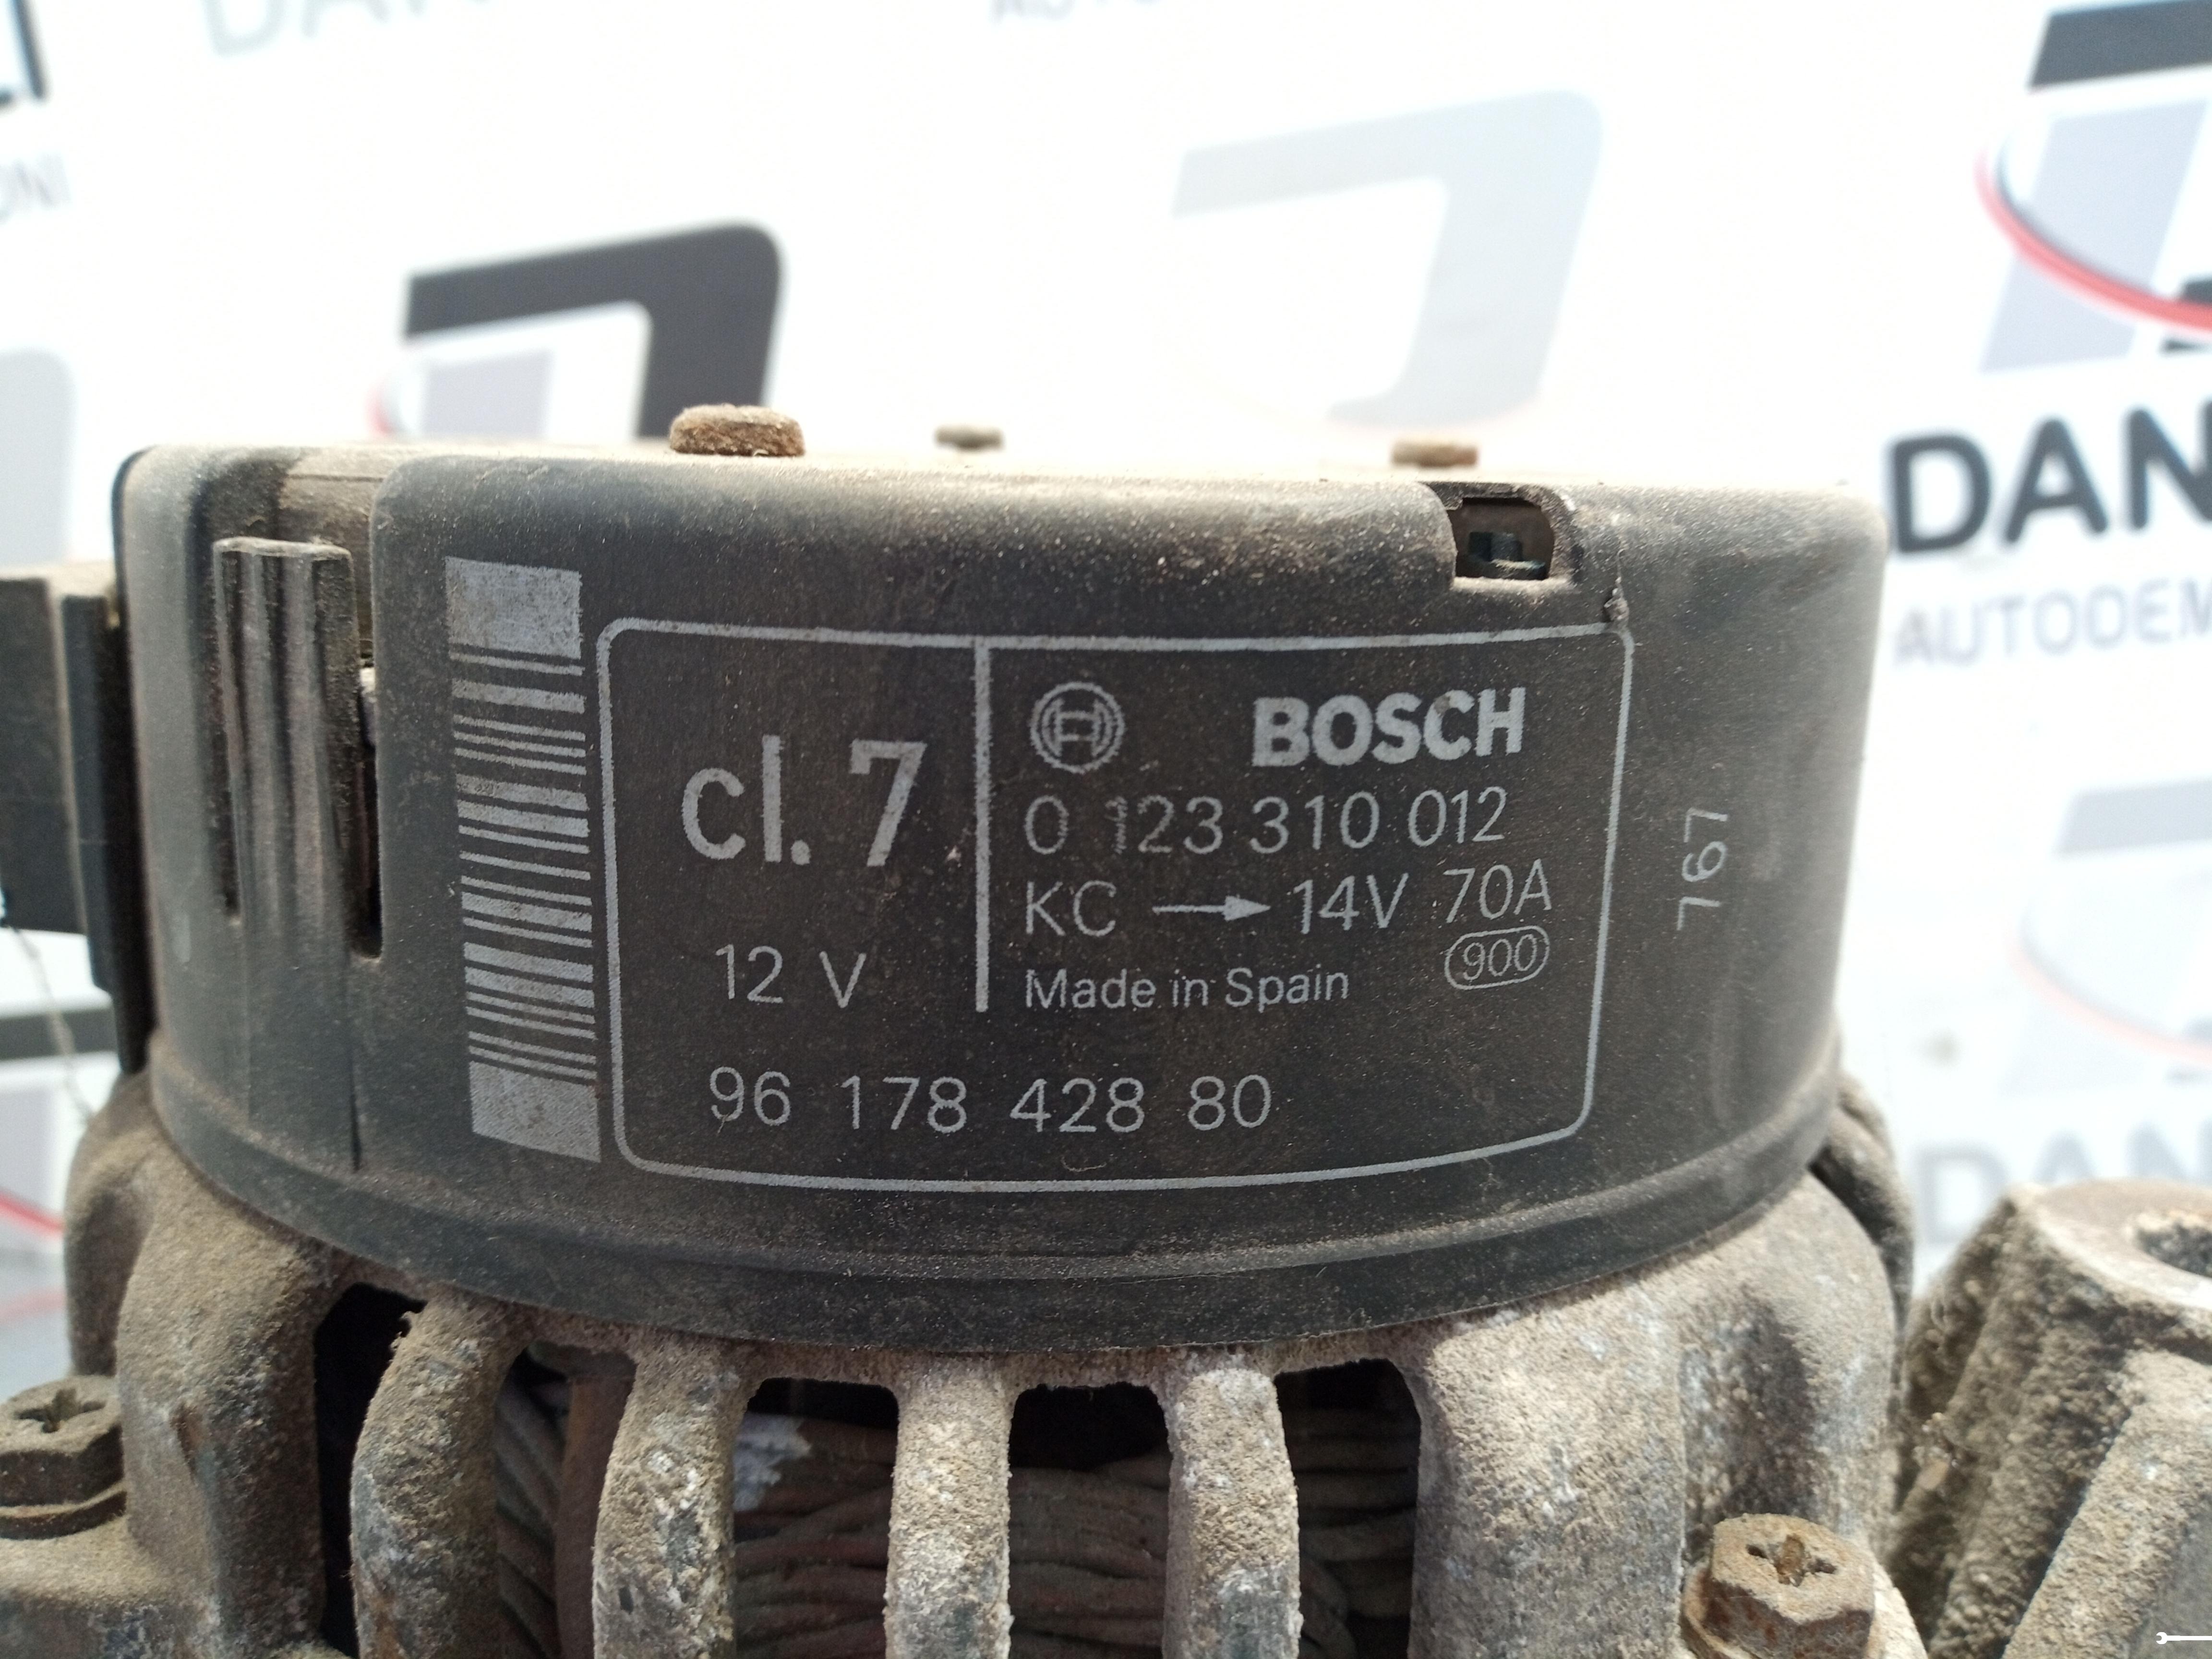 cl. 7
12 V
BOSCH
0 123 310 012
KC → 14V 70A
900
Made in Spain
96 178 428 80
767
DAN
AUTODEM